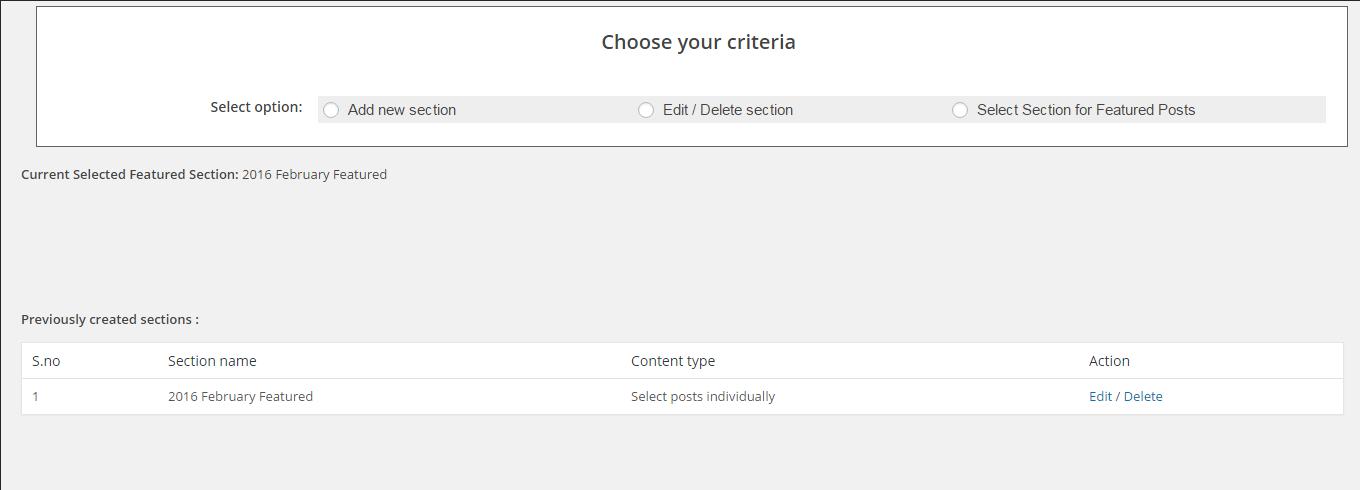 Choose your criteria
Select option: Add new section Edit / Delete section Select Section for Featured Posts
Current Selected Featured Section: 2016 February Featured
Previously created sections :
S.no Section name Content type Action
1 2016 February Featured Select posts individually Edit / Delete